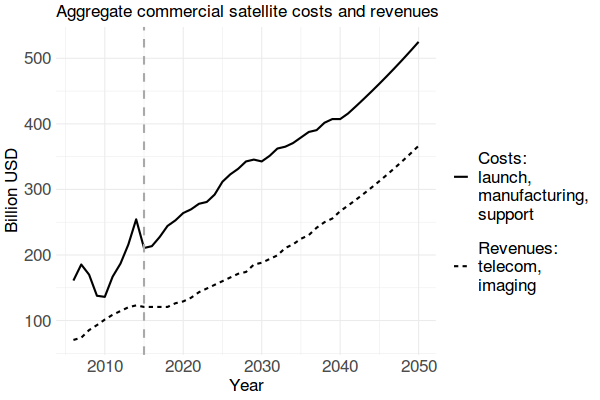 Aggregate commercial satellite costs and revenues
Billion USD
500
400
300
200
100
2010
2020
2030
2040
2050
Year
Costs:
launch,
manufacturing,
support
Revenues:
telecom,
imaging